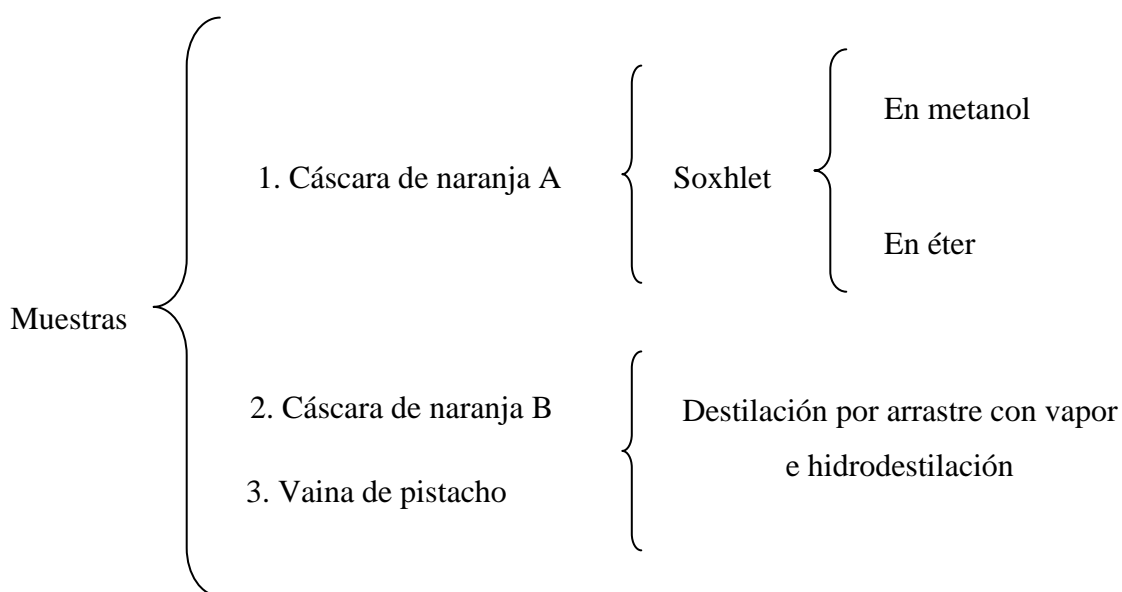 Muestras
1. Cáscara de naranja A
Soxhlet
En metanol
En éter
2. Cáscara de naranja B
3. Vaina de pistacho
Destilación por arrastre con vapor
e hidrodestilación